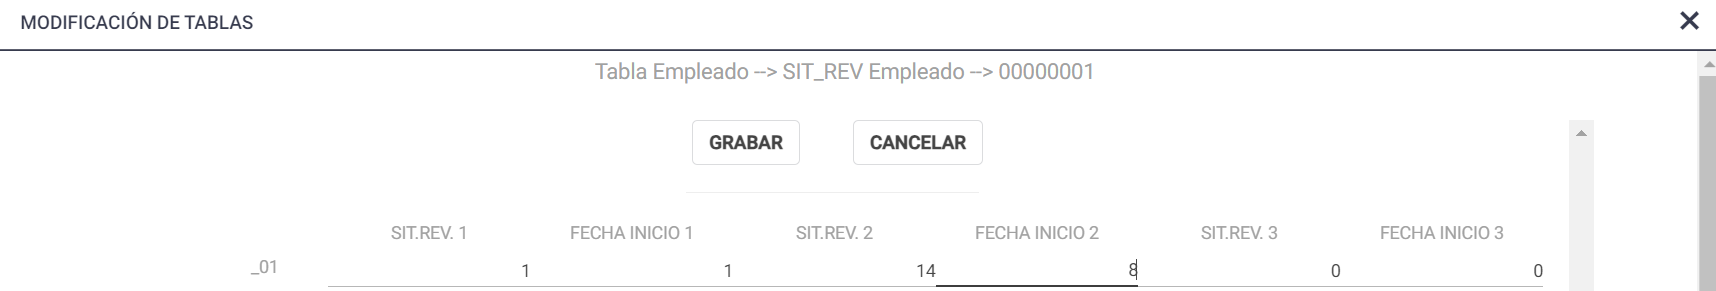 MODIFICACIÓN DE TABLAS
Tabla Empleado --> SIT_REV Empleado --> 00000001
GRABAR CANCELAR
SIT.REV. 1 FECHA INICIO 1 SIT.REV. 2 FECHA INICIO 2 SIT.REV. 3 FECHA INICIO 3
_01 1 1 14 8 0 0